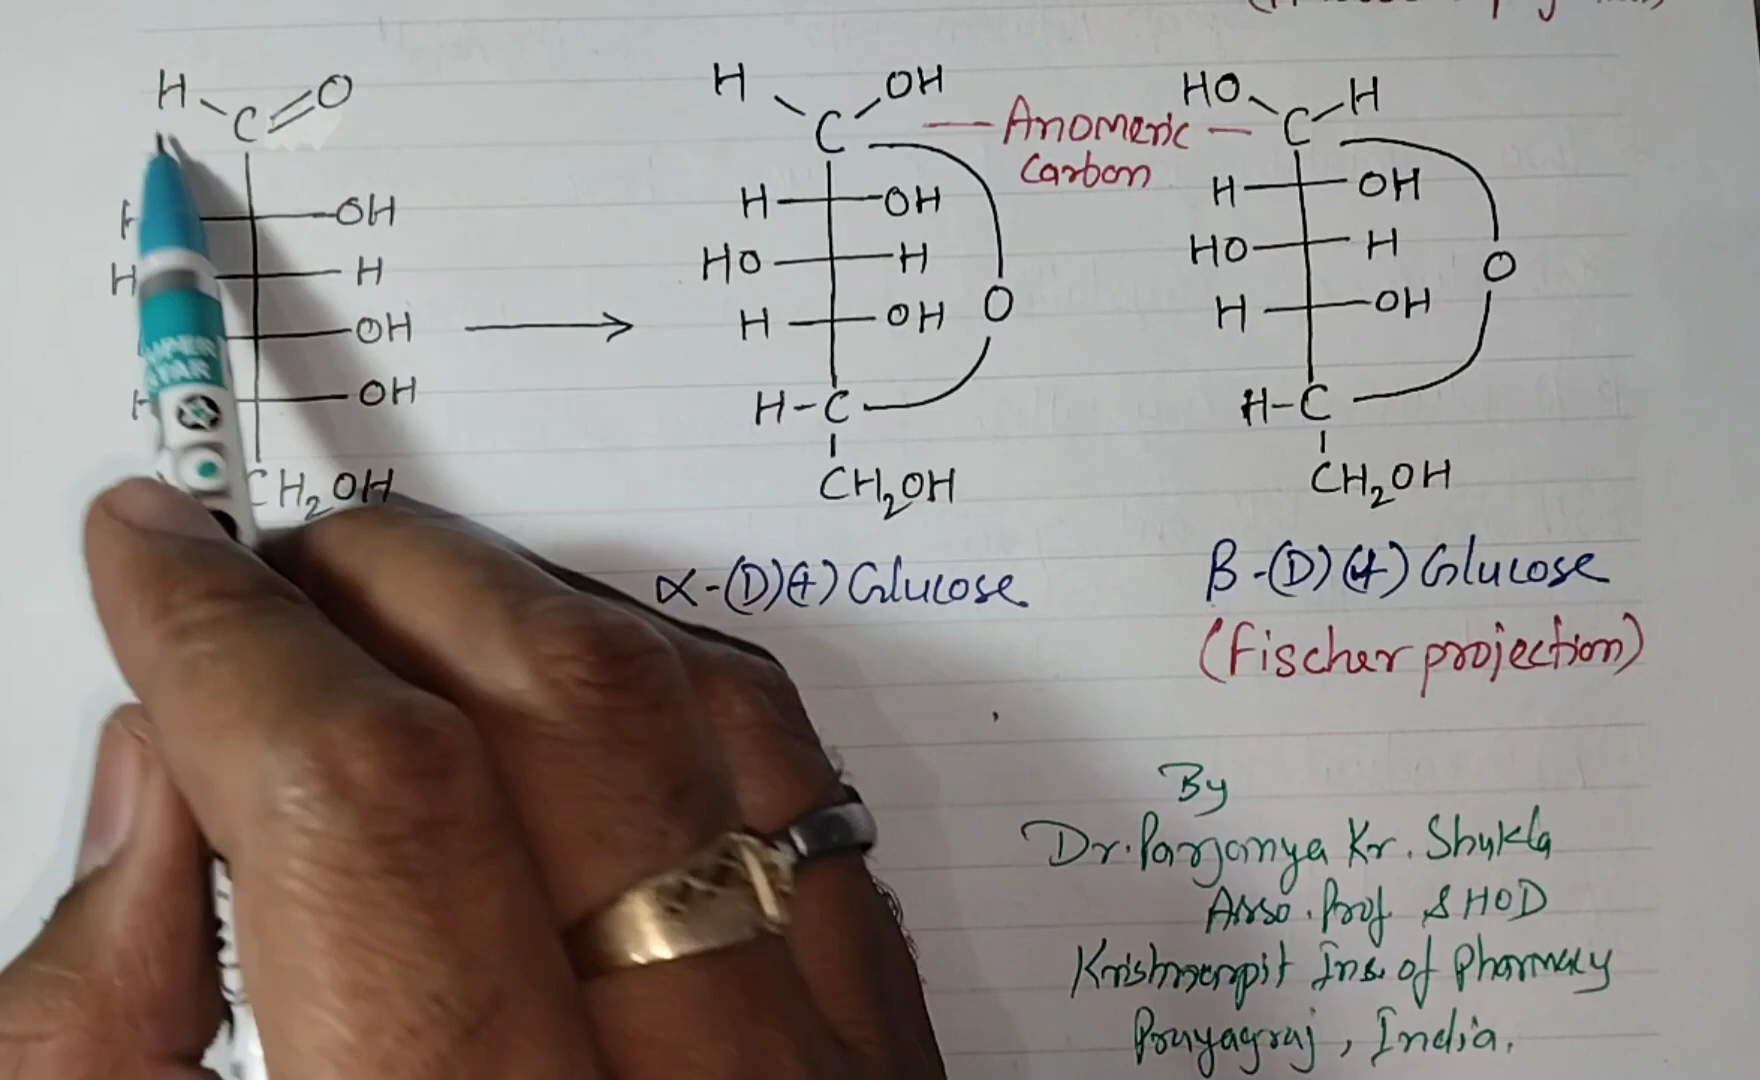 H C O
OH
H H
OH
OH
CH2OH
H OH
C
H OH
HO H
H OH O
H-C
CH2OH
α-(D)(+) Glucose
Anomeric
Carbon
HO H
C
H OH
HO H
O
H OH
H-C
CH2OH
β-(D)(+) Glucose
(Fischer projection)
By
Dr. Parjanya Kr. Shukla
Asso. Prof & HOD
Ins. of Pharmacy
Prayagraj, India.